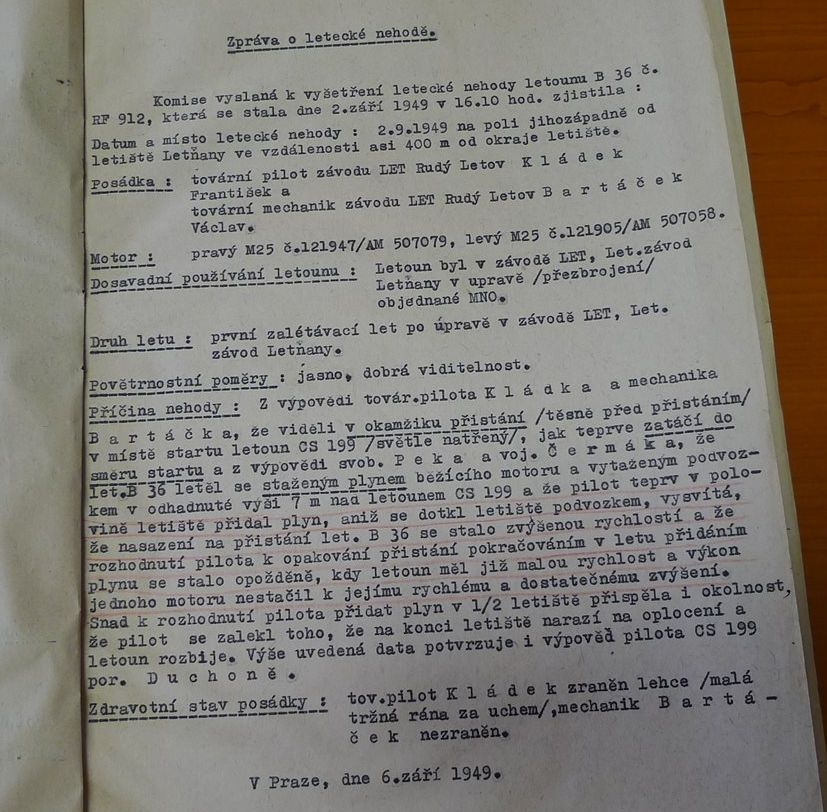 Zpráva o letecké nehodě.
Komise vyslaná k vyšetření letecké nehody letounu B 36 č.
RF 912, která se stala dne 2.září 1949 v 16.10 hod. zjistila :
Datum a místo letecké nehody : 2.9.1949 na poli jihozápadně od
letiště Letňany ve vzdálenosti asi 400 m od okraje letiště.
Posádka : tovární pilot závodu LET Rudý Letov K l á d e k
František a
tovární mechanik závodu LET Rudý Letov B a r t á č e k
Václav.
Motor : pravý M25 č.121947/AM 507079, levý M25 č.121905/AM 507058.
Dosavadní používání letounu : Letoun byl v závodě LET, Let.závod
Letňany v upravě /přezbrojení/
objednané MNO.
Druh letu : první zalétávací let po úpravě v závodě LET, Let.
závod Letňany.
Povětrnostní poměry : jasno, dobrá viditelnost.
Příčina nehody : Z výpovědi továr.pilota K l á d k a a mechanika
B a r t á č k a, že viděli v okamžiku přistání /těsně před přistáním/
v místě startu letoun CS 199 /světle natřený/, jak teprve zatáčí do
směru startu a z výpovědi svob. P e k a a voj. Č e r m á k a, že
let.B 36 letěl se staženým plynem běžícího motoru a vytaženým podvoz-
kem v odhadnuté výši 7 m nad letounem CS 199 a že pilot teprv v polo-
vině letiště přidal plyn, aniž se dotkl letiště podvozkem, vysvítá,
že nasazení na přistání let. B 36 se stalo zvýšenou rychlostí a že
rozhodnutí pilota k opakování přistání pokračováním v letu přidáním
plynu se stalo opožděně, kdy letoun měl již malou rychlost a výkon
jednoho motoru nestačil k jejímu rychlému a dostatečnému zvýšení.
Snad k rozhodnutí pilota přidat plyn v 1/2 letiště přispěla i okolnost,
že pilot se zalekl toho, že na konci letiště narazí na oplocení a
letoun rozbije. Výše uvedená data potvrzuje i výpověd pilota CS 199
por. D u c h o n ě .
Zdravotní stav posádky : tov.pilot K l á d e k zraněn lehce /malá
tržná rána za uchem/,mechanik B a r t á -
č e k nezraněn.
V Praze, dne 6.září 1949.